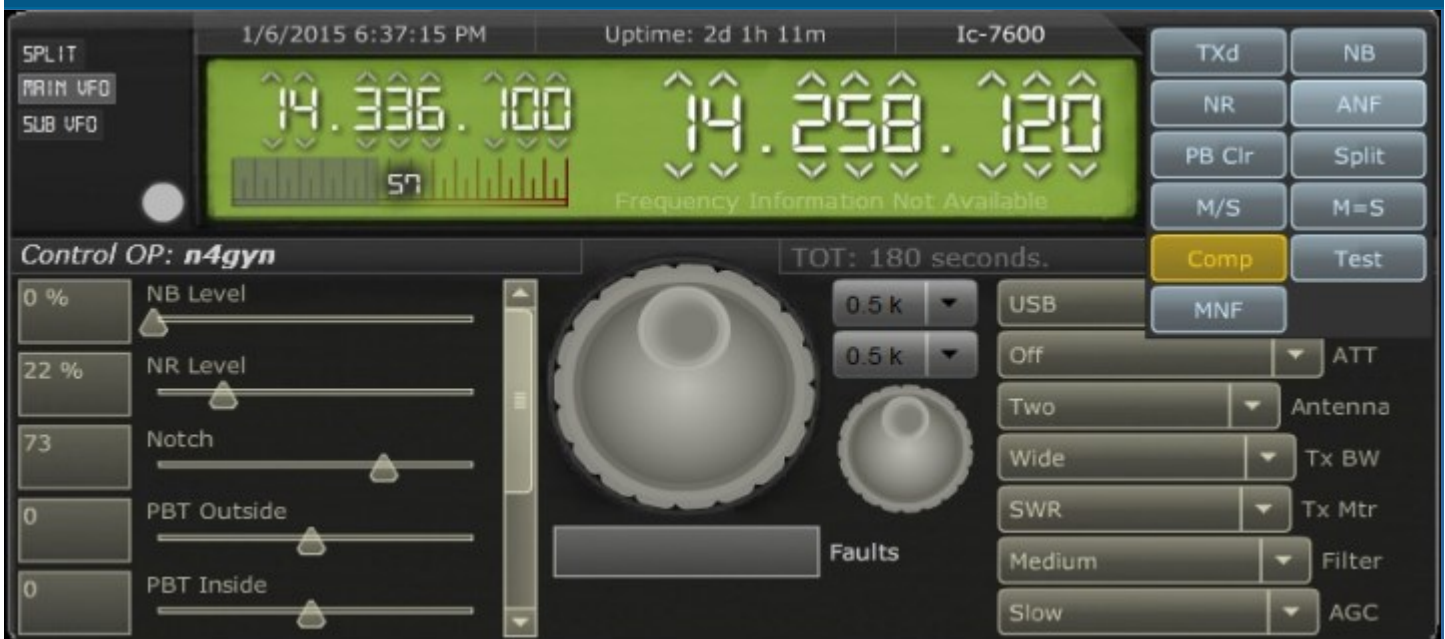 1/6/2015 6:37:15 PM Uptime: 2d 1h 11m Ic-7600
SPLIT
MAIN VFO
SUB VFO
14.336.100
14.258.120
S7
Frequency Information Not Available
TXd NB
NR ANF
PB Clr Split
M/S M=S
Comp Test
MNF
Control OP: n4gyn
TOT: 180 seconds.
0 % NB Level
22 % NR Level
73 Notch
0 PBT Outside
0 PBT Inside
0.5 k
0.5 k
Faults
USB
Off ATT
Two Antenna
Wide Tx BW
SWR Tx Mtr
Medium Filter
Slow AGC